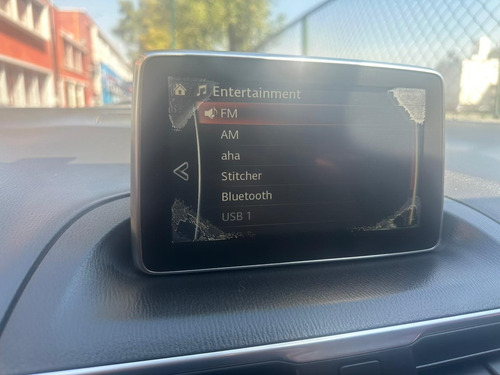 Entertainment
FM
AM
aha
Stitcher
Bluetooth
USB 1